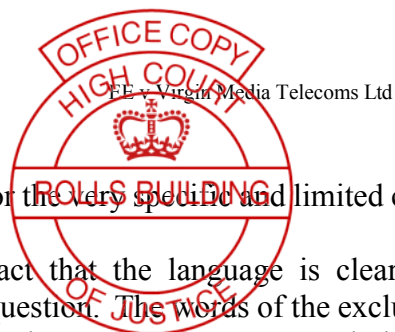 OFFICE COPY
HIGH COURT
EE v Virgin Media Telecoms Ltd
ROLLS BUILDING
or the very specific and limited
act that the language is clear
question. The words of the exclu
OF JUSTICE